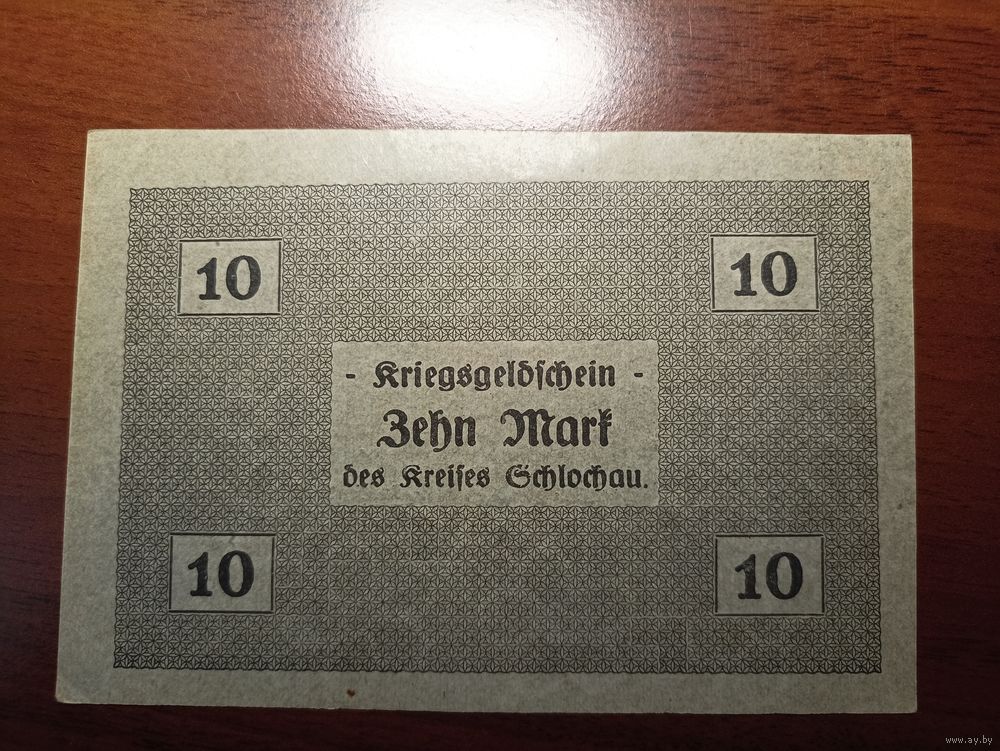 10 10
- Kriegsgeldschein -
Zehn Mark
des Kreises Schlochau.
10 10
www.ay.by